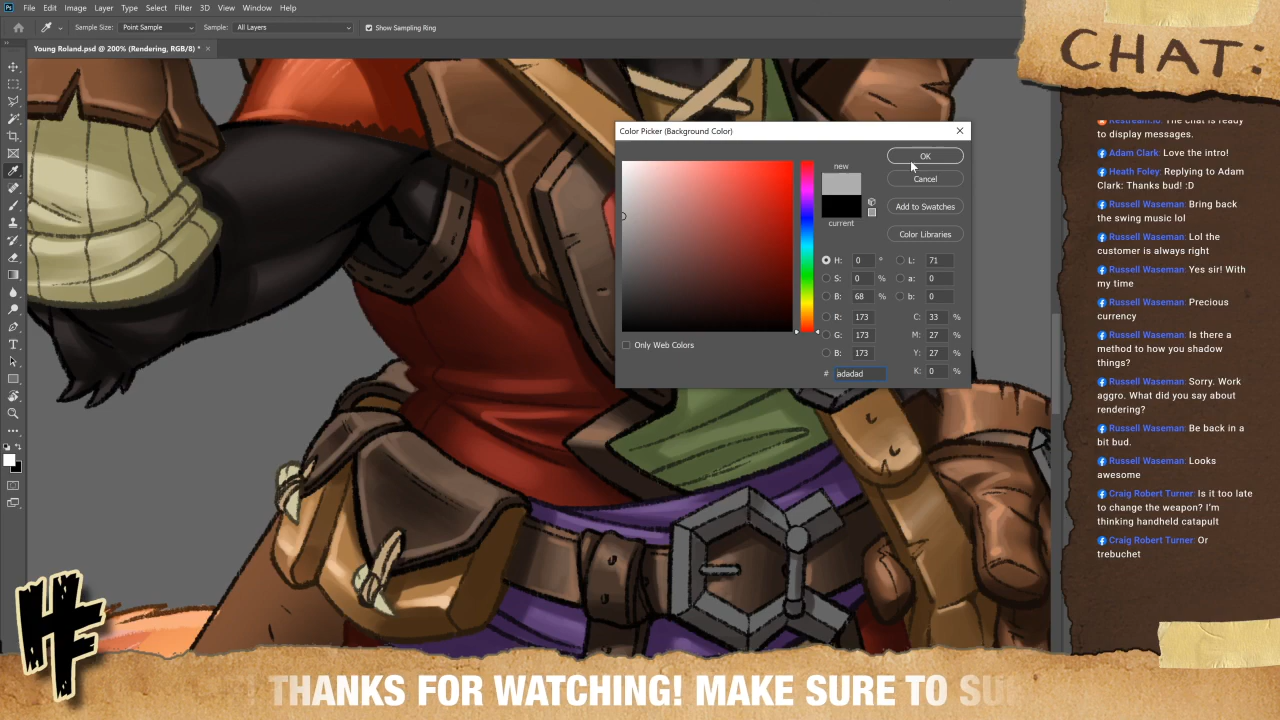 File Edit Image Layer Type Select Filter 3D View Window Help
Sample Size: Point Sample Sample: All Layers Show Sampling Ring
Young Roland.psd @ 200% (Rendering, RGB/8) *
CHAT:
Restream.io: The chat is ready
to display messages.
Adam Clark: Love the intro!
Heath Foley: Replying to Adam
Clark: Thanks bud! :D
Russell Waseman: Bring back
the swing music lol
Russell Waseman: Lol the
customer is always right
Russell Waseman: Yes sir! With
my time
Russell Waseman: Precious
currency
Russell Waseman: Is there a
method to how you shadow
things?
Russell Waseman: Sorry. Work
aggro. What did you say about
rendering?
Russell Waseman: Be back in a
bit bud.
Russell Waseman: Looks
awesome
Craig Robert Turner: Is it too late
to change the weapon? I'm
thinking handheld catapult
Craig Robert Turner: Or
trebuchet
Color Picker (Background Color)
new
current
OK
Cancel
Add to Swatches
Color Libraries
H: 0 ° L: 71
S: 0 % a: 0
B: 68 % b: 0
R: 173 C: 33 %
G: 173 M: 27 %
B: 173 Y: 27 %
# adadad K: 0 %
Only Web Colors
HF
THANKS FOR WATCHING! MAKE SURE TO